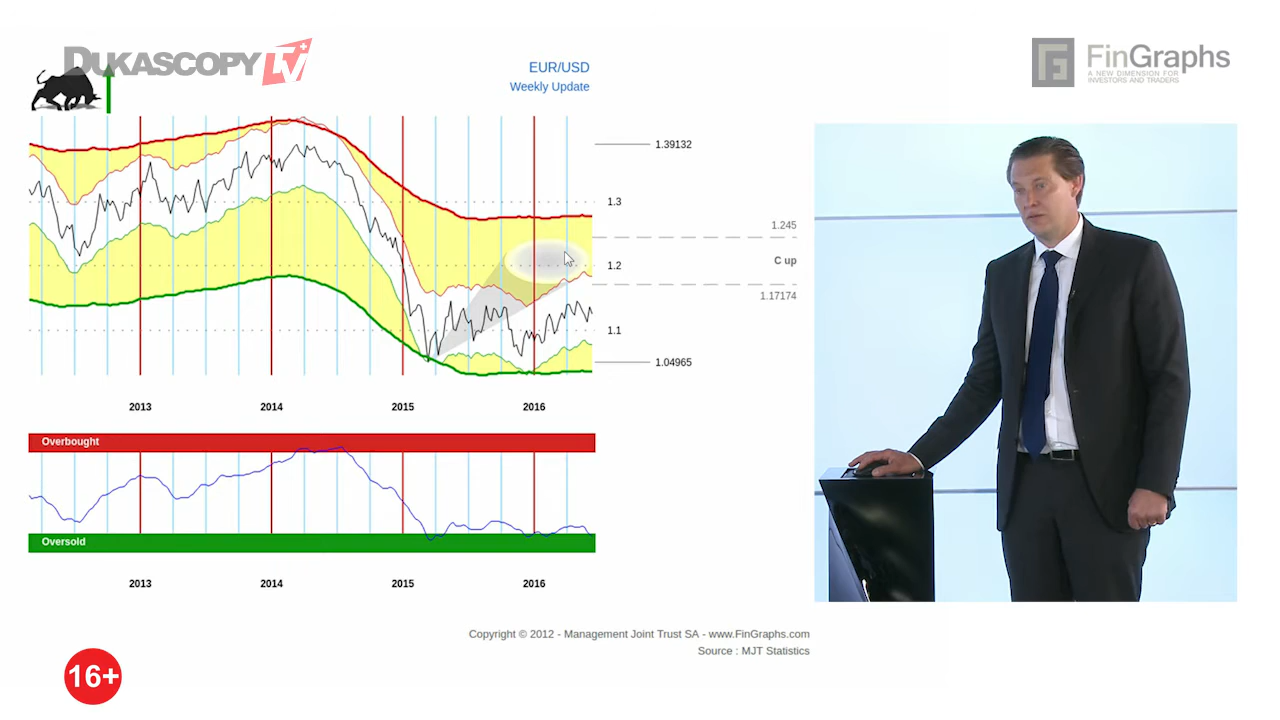 DUKASCOPY TV
FinGraphs
A NEW DIMENSION FOR
INVESTORS AND TRADERS
EUR/USD
Weekly Update
1.39132
1.3
1.245
1.2
C up
1.17174
1.1
1.04965
2013 2014 2015 2016
Overbought
Oversold
2013 2014 2015 2016
Copyright © 2012 - Management Joint Trust SA - www.FinGraphs.com
Source : MJT Statistics
16+